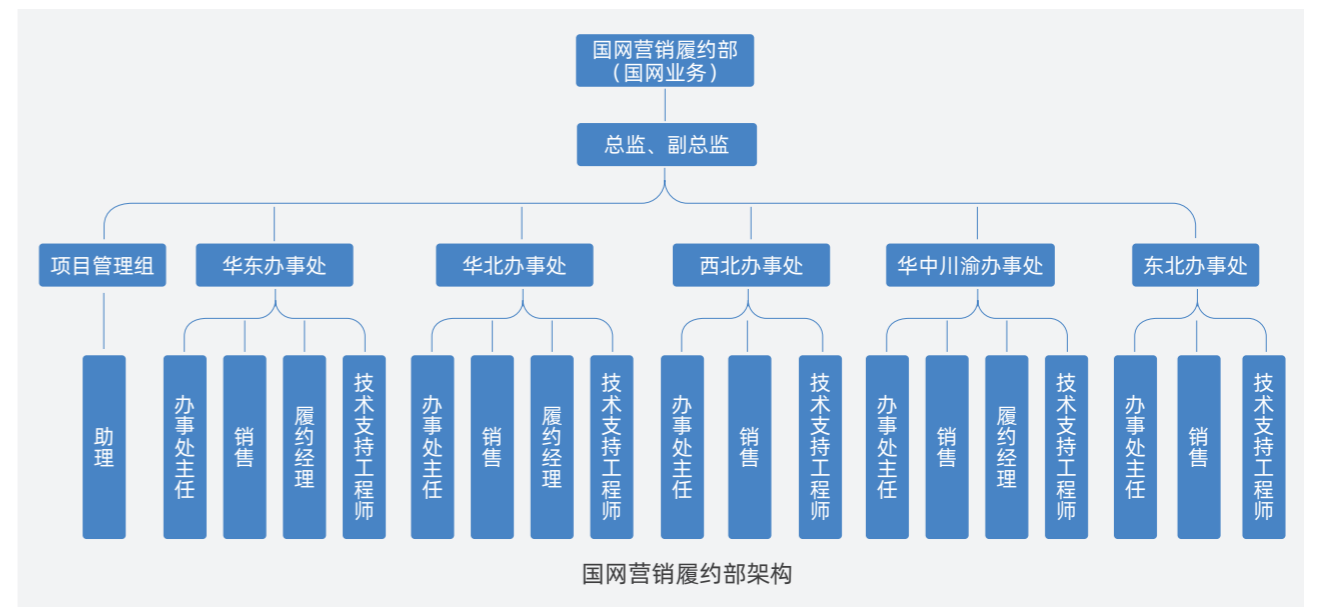 国网营销履约部
（国网业务）
总监、副总监
项目管理组
华东办事处
华北办事处
西北办事处
华中川渝办事处
东北办事处
助理
办事处主任
销售
履约经理
技术支持工程师
办事处主任
销售
履约经理
技术支持工程师
办事处主任
销售
技术支持工程师
办事处主任
销售
履约经理
技术支持工程师
办事处主任
销售
技术支持工程师
国网营销履约部架构